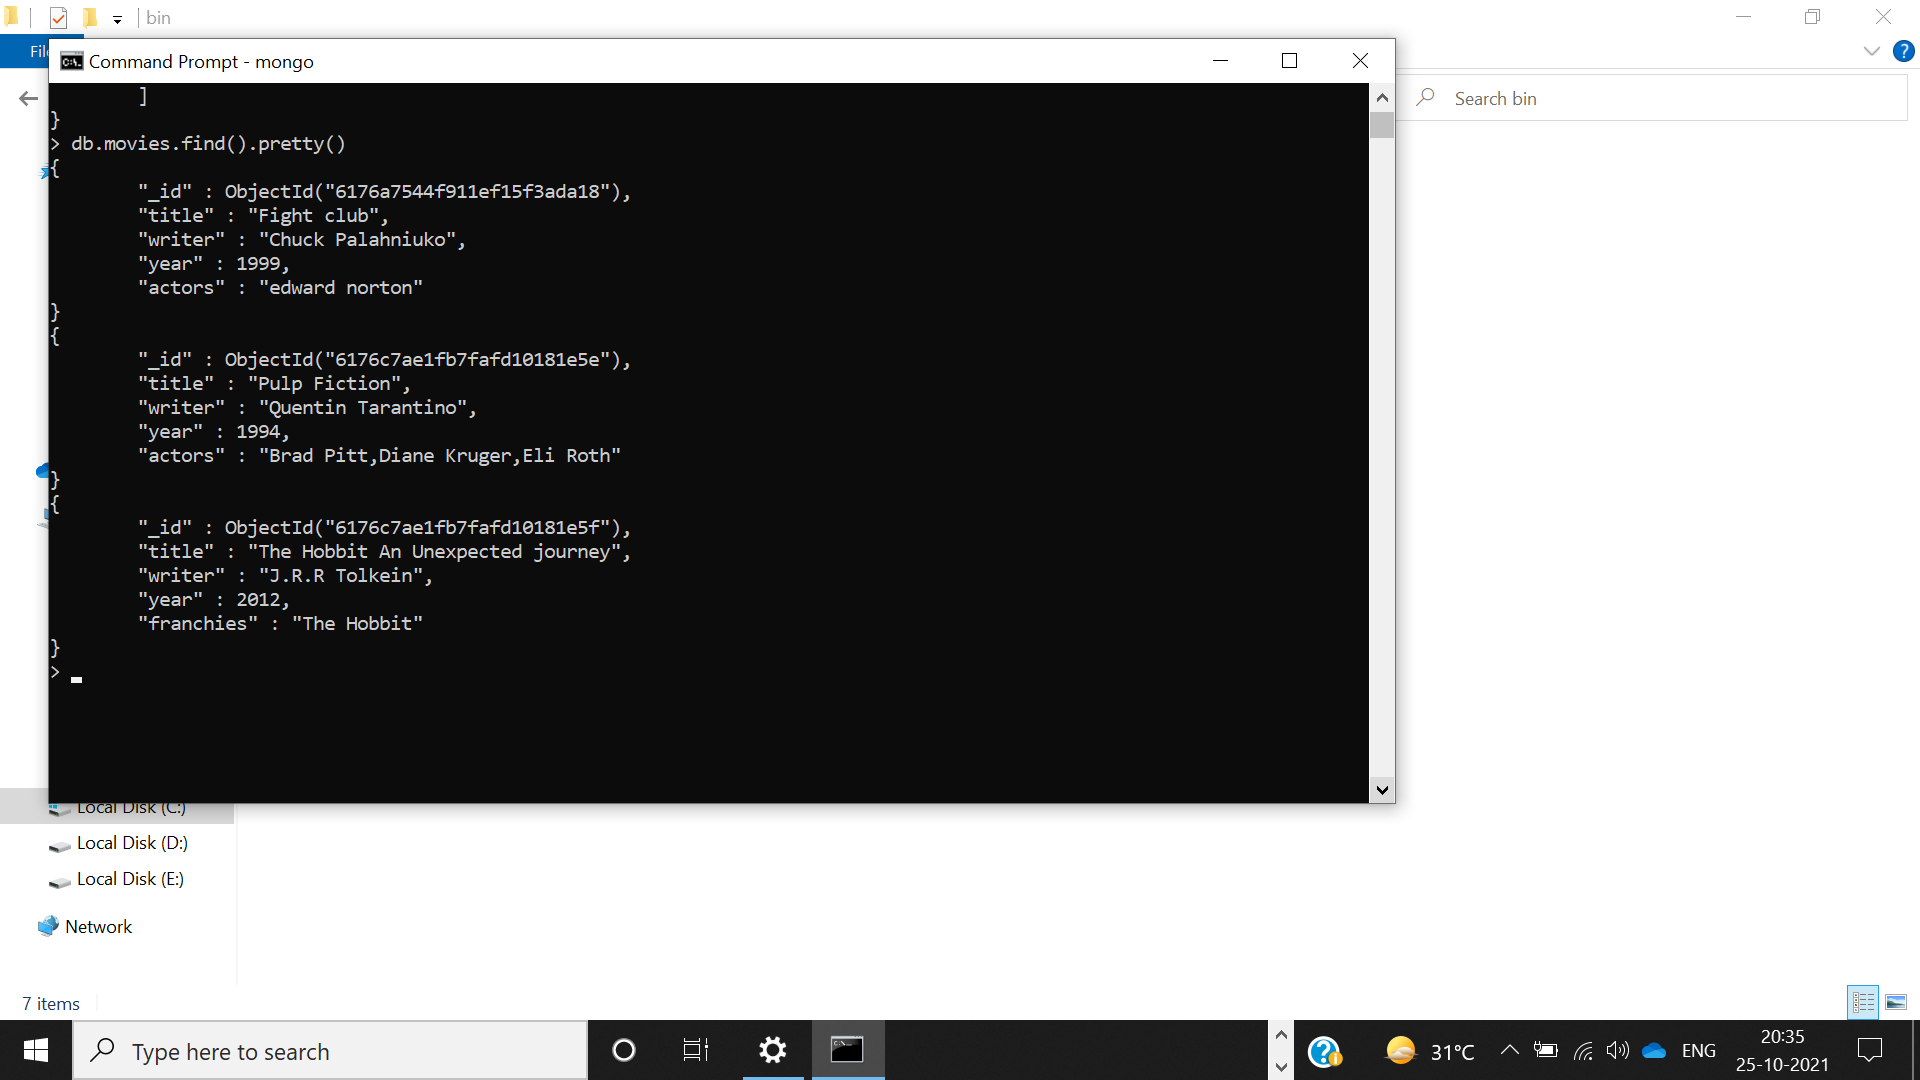 bin
File
Command Prompt - mongo
Search bin
        ]
}
> db.movies.find().pretty()
{
        "_id" : ObjectId("6176a7544f911ef15f3ada18"),
        "title" : "Fight club",
        "writer" : "Chuck Palahniuko",
        "year" : 1999,
        "actors" : "edward norton"
}
{
        "_id" : ObjectId("6176c7ae1fb7fafd10181e5e"),
        "title" : "Pulp Fiction",
        "writer" : "Quentin Tarantino",
        "year" : 1994,
        "actors" : "Brad Pitt,Diane Kruger,Eli Roth"
}
{
        "_id" : ObjectId("6176c7ae1fb7fafd10181e5f"),
        "title" : "The Hobbit An Unexpected journey",
        "writer" : "J.R.R Tolkein",
        "year" : 2012,
        "franchies" : "The Hobbit"
}
>
Local Disk (C:)
Local Disk (D:)
Local Disk (E:)
Network
7 items
Type here to search
31°C
ENG
20:35
25-10-2021